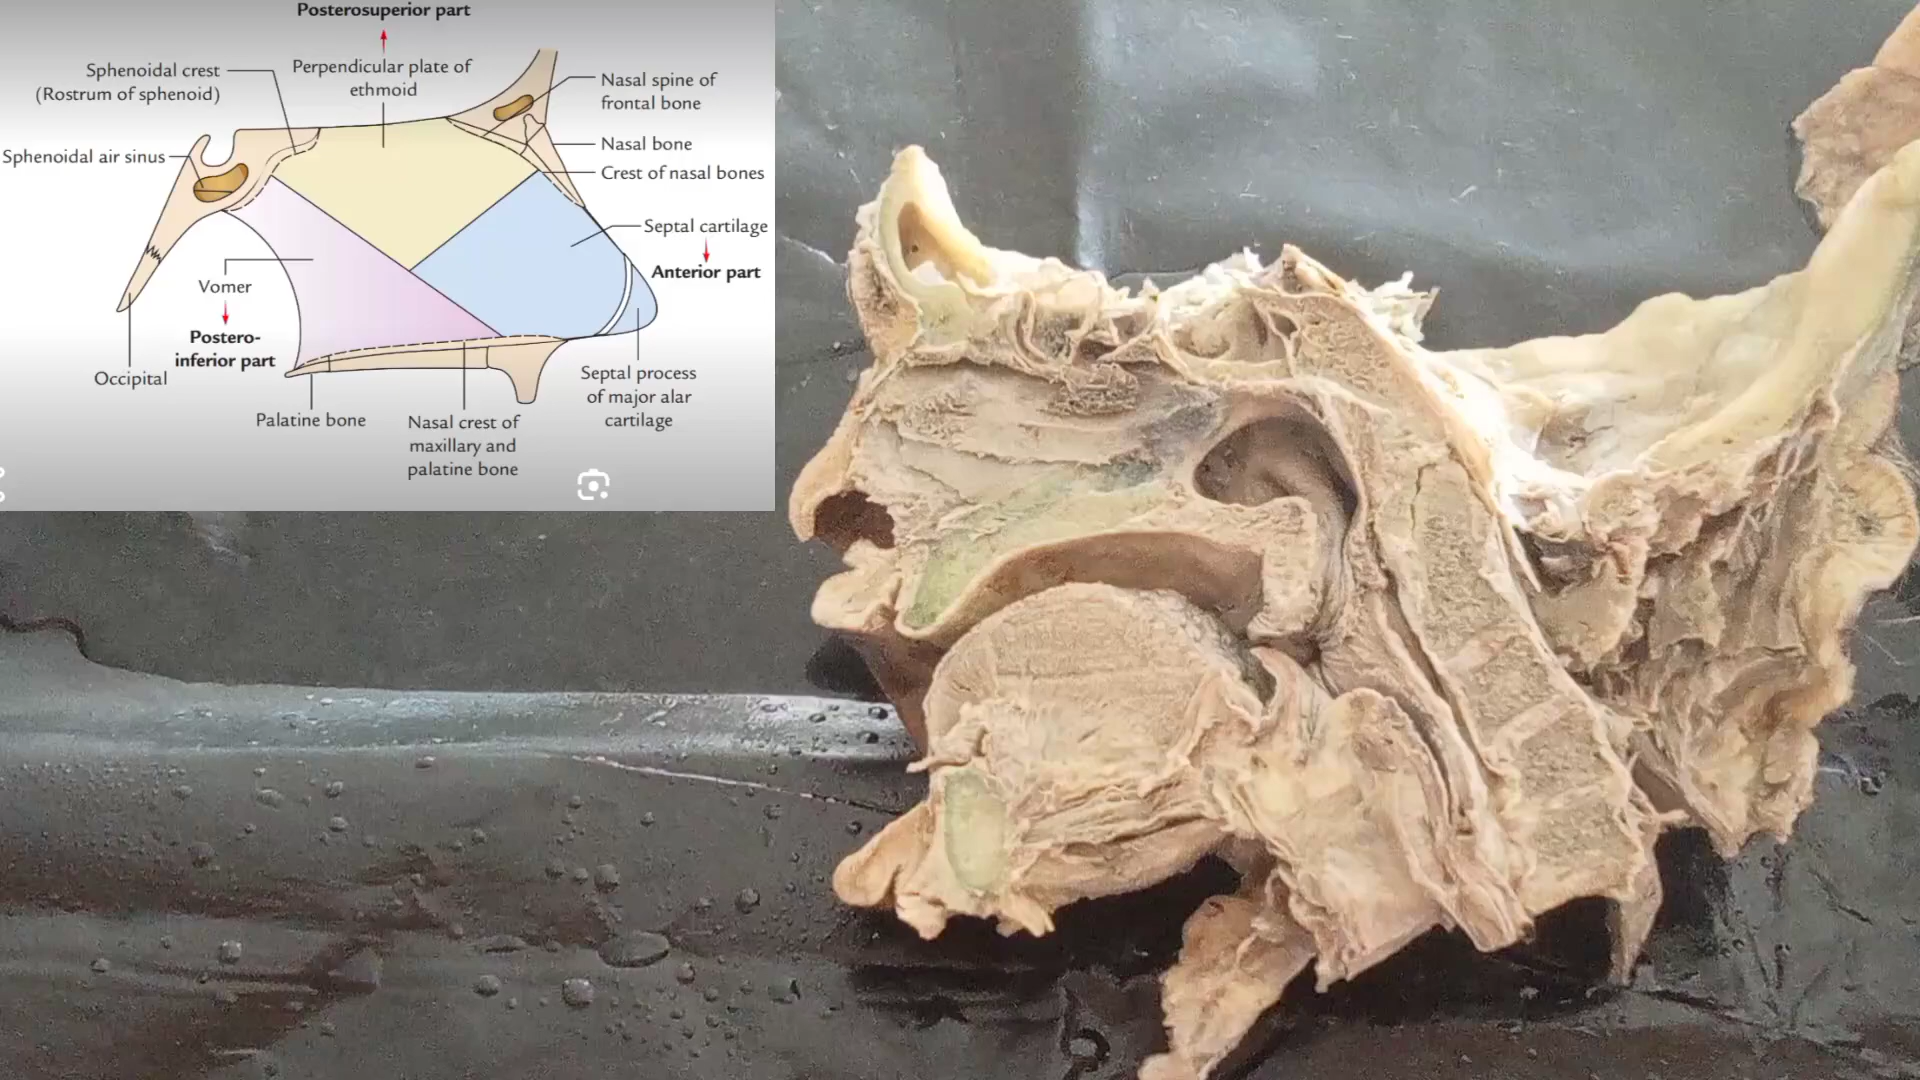 Posterosuperior part
Sphenoidal crest
(Rostrum of sphenoid)
Perpendicular plate of
ethmoid
Nasal spine of
frontal bone
Nasal bone
Crest of nasal bones
Sphenoidal air sinus
Septal cartilage
Anterior part
Vomer
Postero-
inferior part
Occipital
Palatine bone
Nasal crest of
maxillary and
palatine bone
Septal process
of major alar
cartilage